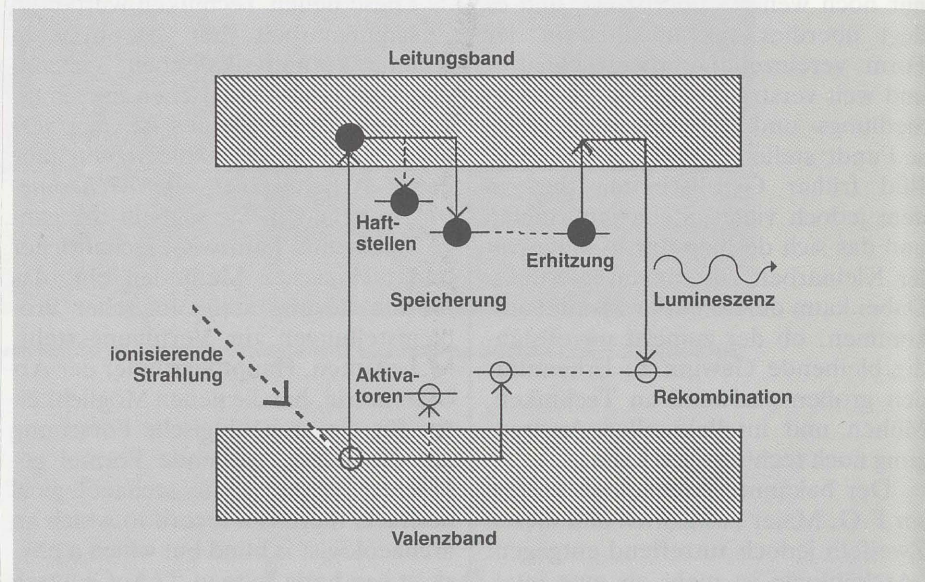 Leitungsband
Haft-
stellen
Erhitzung
Speicherung
Lumineszenz
ionisierende
Strahlung
Aktiva-
toren
Rekombination
Valenzband